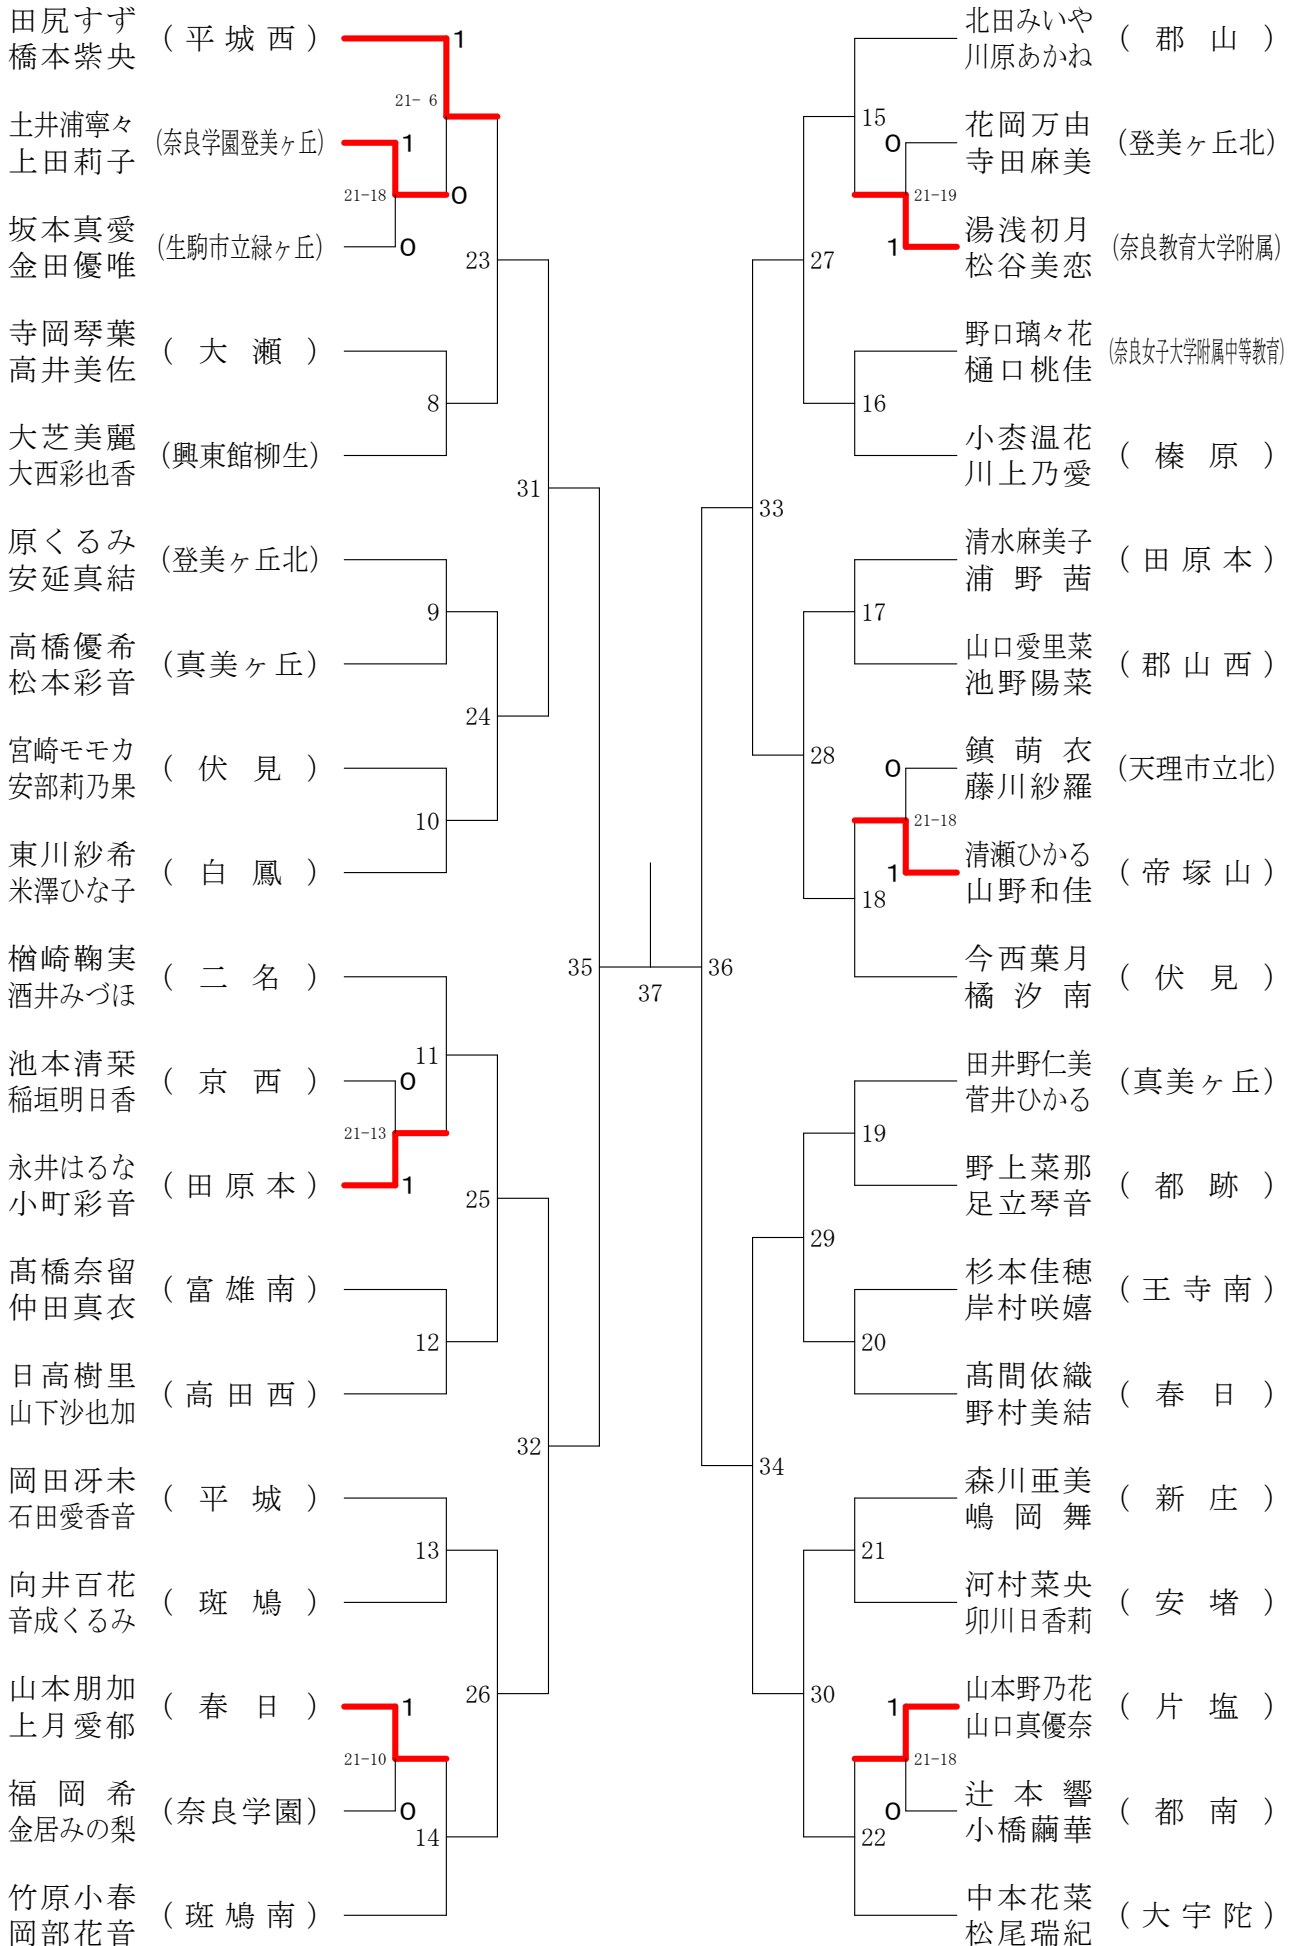 田尻すず
橋本紫央
(平城西)
1
21- 6
土井浦寧々
上田莉子
(奈良学園登美ヶ丘)
1
21-18
0
坂本真愛
金田優唯
(生駒市立緑ヶ丘)
0
23
寺岡琴葉
高井美佐
(大瀬)
8
大芝美麗
大西彩也香
(興東館柳生)
31
原くるみ
安延真結
(登美ヶ丘北)
9
高橋優希
松本彩音
(真美ヶ丘)
24
宮崎モモカ
安部莉乃果
(伏見)
10
東川紗希
米澤ひな子
(白鳳)
楢崎鞠実
酒井みづほ
(二名)
35
37
11
池本清栞
稲垣明日香
(京西)
0
21-13
永井はるな
小町彩音
(田原本)
1
25
髙橋奈留
仲田真衣
(富雄南)
12
日高樹里
山下沙也加
(高田西)
32
岡田冴未
石田愛香音
(平城)
13
向井百花
音成くるみ
(斑鳩)
26
山本朋加
上月愛郁
(春日)
1
21-10
福岡希
金居みの梨
(奈良学園)
0
14
竹原小春
岡部花音
(斑鳩南)
北田みいや
川原あかね
(郡山)
15
花岡万由
寺田麻美
(登美ヶ丘北)
0
21-19
湯浅初月
松谷美恋
(奈良教育大学附属)
1
27
野口璃々花
樋口桃佳
(奈良女子大学附属中等教育)
16
小枩温花
川上乃愛
(榛原)
33
清水麻美子
浦野茜
(田原本)
17
山口愛里菜
池野陽菜
(郡山西)
28
鎮萌衣
藤川紗羅
(天理市立北)
0
21-18
清瀬ひかる
山野和佳
(帝塚山)
1
18
今西葉月
橘汐南
(伏見)
36
田井野仁美
菅井ひかる
(真美ヶ丘)
19
野上菜那
足立琴音
(都跡)
29
杉本佳穂
岸村咲嬉
(王寺南)
20
髙間依織
野村美結
(春日)
34
森川亜美
嶋岡舞
(新庄)
21
河村菜央
卯川日香莉
(安堵)
30
山本野乃花
山口真優奈
(片塩)
1
21-18
辻本響
小橋繭華
(都南)
0
22
中本花菜
松尾瑞紀
(大宇陀)